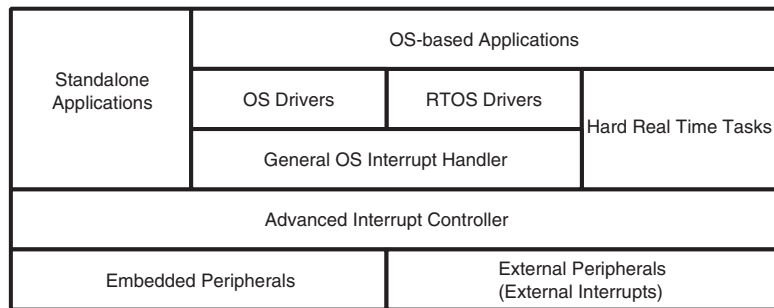 OS-based Applications
Standalone
Applications
OS Drivers
RTOS Drivers
Hard Real Time Tasks
General OS Interrupt Handler
Advanced Interrupt Controller
Embedded Peripherals
External Peripherals
(External Interrupts)